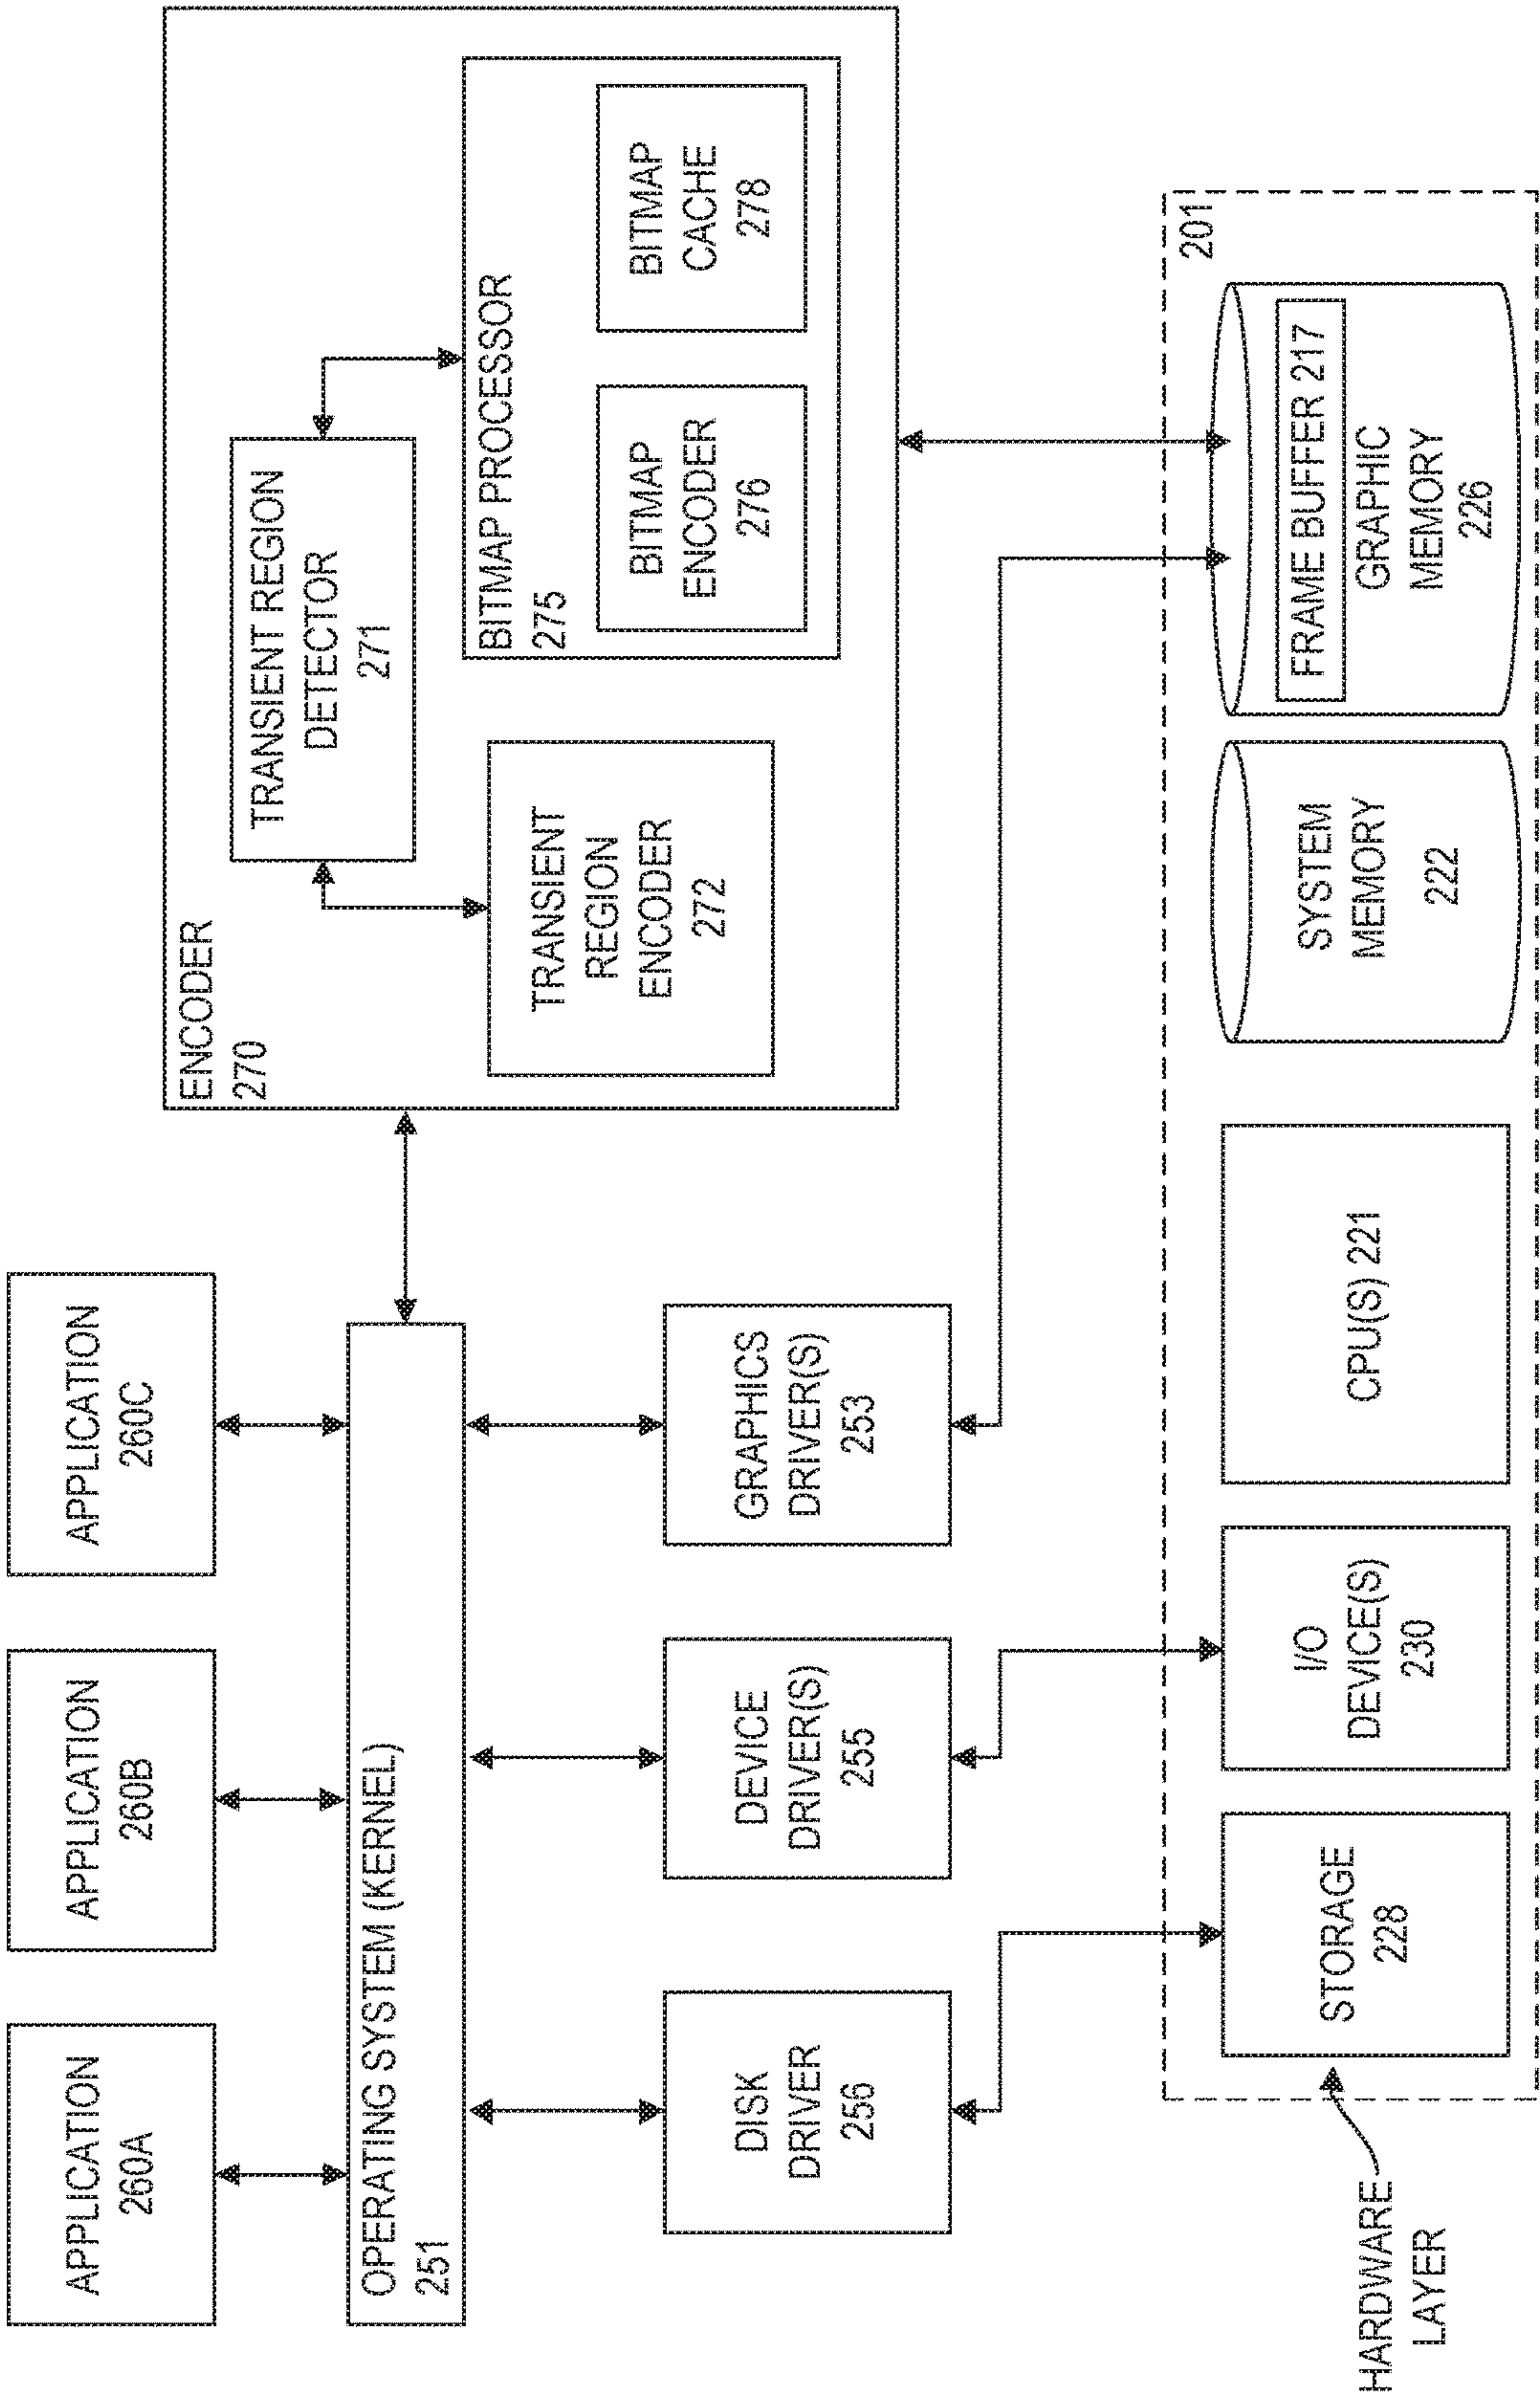 APPLICATION
260A
APPLICATION
260B
APPLICATION
260C
OPERATING SYSTEM (KERNEL)
251
ENCODER
270
TRANSIENT REGION
DETECTOR
271
TRANSIENT
REGION
ENCODER
272
BITMAP PROCESSOR
275
BITMAP
ENCODER
276
BITMAP
CACHE
278
DISK
DRIVER
256
DEVICE
DRIVER(S)
255
GRAPHICS
DRIVER(S)
253
HARDWARE
LAYER
201
STORAGE
228
I/O
DEVICE(S)
230
CPU(S) 221
SYSTEM
MEMORY
222
FRAME BUFFER 217
GRAPHIC
MEMORY
226